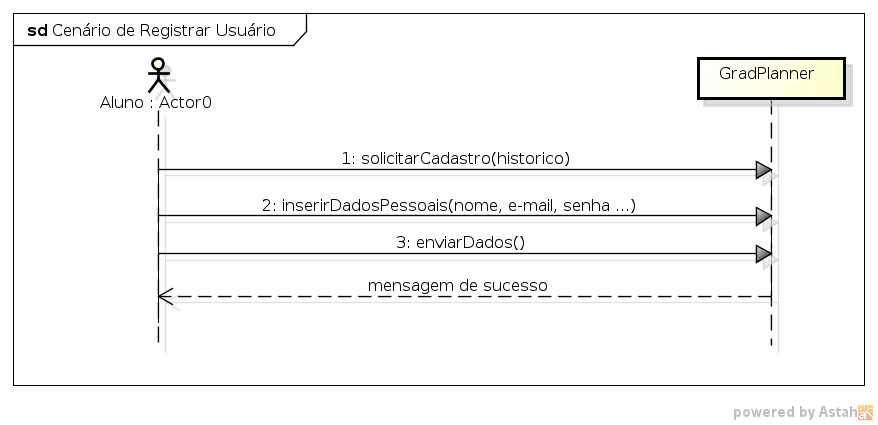 sd Cenário de Registrar Usuário
Aluno : Actor0
GradPlanner
1: solicitarCadastro(historico)
2: inserirDadosPessoais(nome, e-mail, senha ...)
3: enviarDados()
mensagem de sucesso
powered by Astah